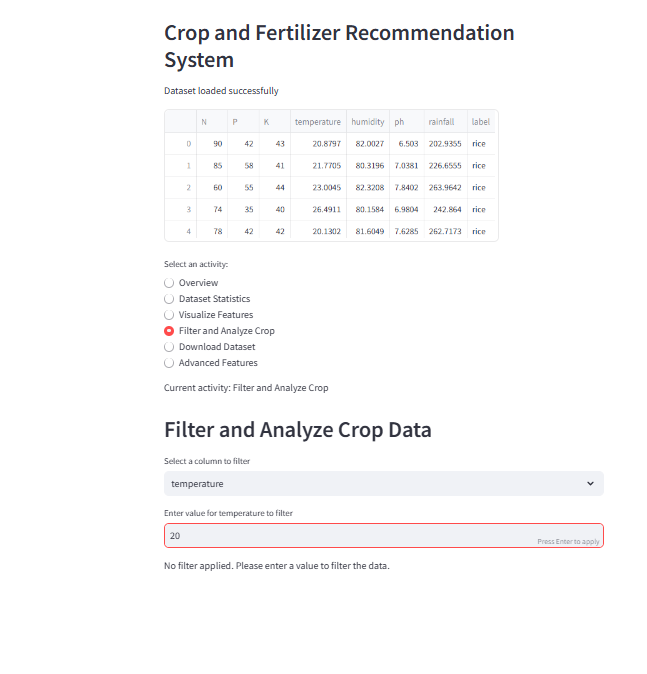 Crop and Fertilizer Recommendation
System
Dataset loaded successfully
N P K temperature humidity ph rainfall label
0 90 42 43 20.8797 82.0027 6.503 202.9355 rice
1 85 58 41 21.7705 80.3196 7.0381 226.6555 rice
2 60 55 44 23.0045 82.3208 7.8402 263.9642 rice
3 74 35 40 26.4911 80.1584 6.9804 242.864 rice
4 78 42 42 20.1302 81.6049 7.6285 262.7173 rice
Select an activity:
Overview
Dataset Statistics
Visualize Features
Filter and Analyze Crop
Download Dataset
Advanced Features
Current activity: Filter and Analyze Crop
Filter and Analyze Crop Data
Select a column to filter
temperature
Enter value for temperature to filter
20
Press Enter to apply
No filter applied. Please enter a value to filter the data.